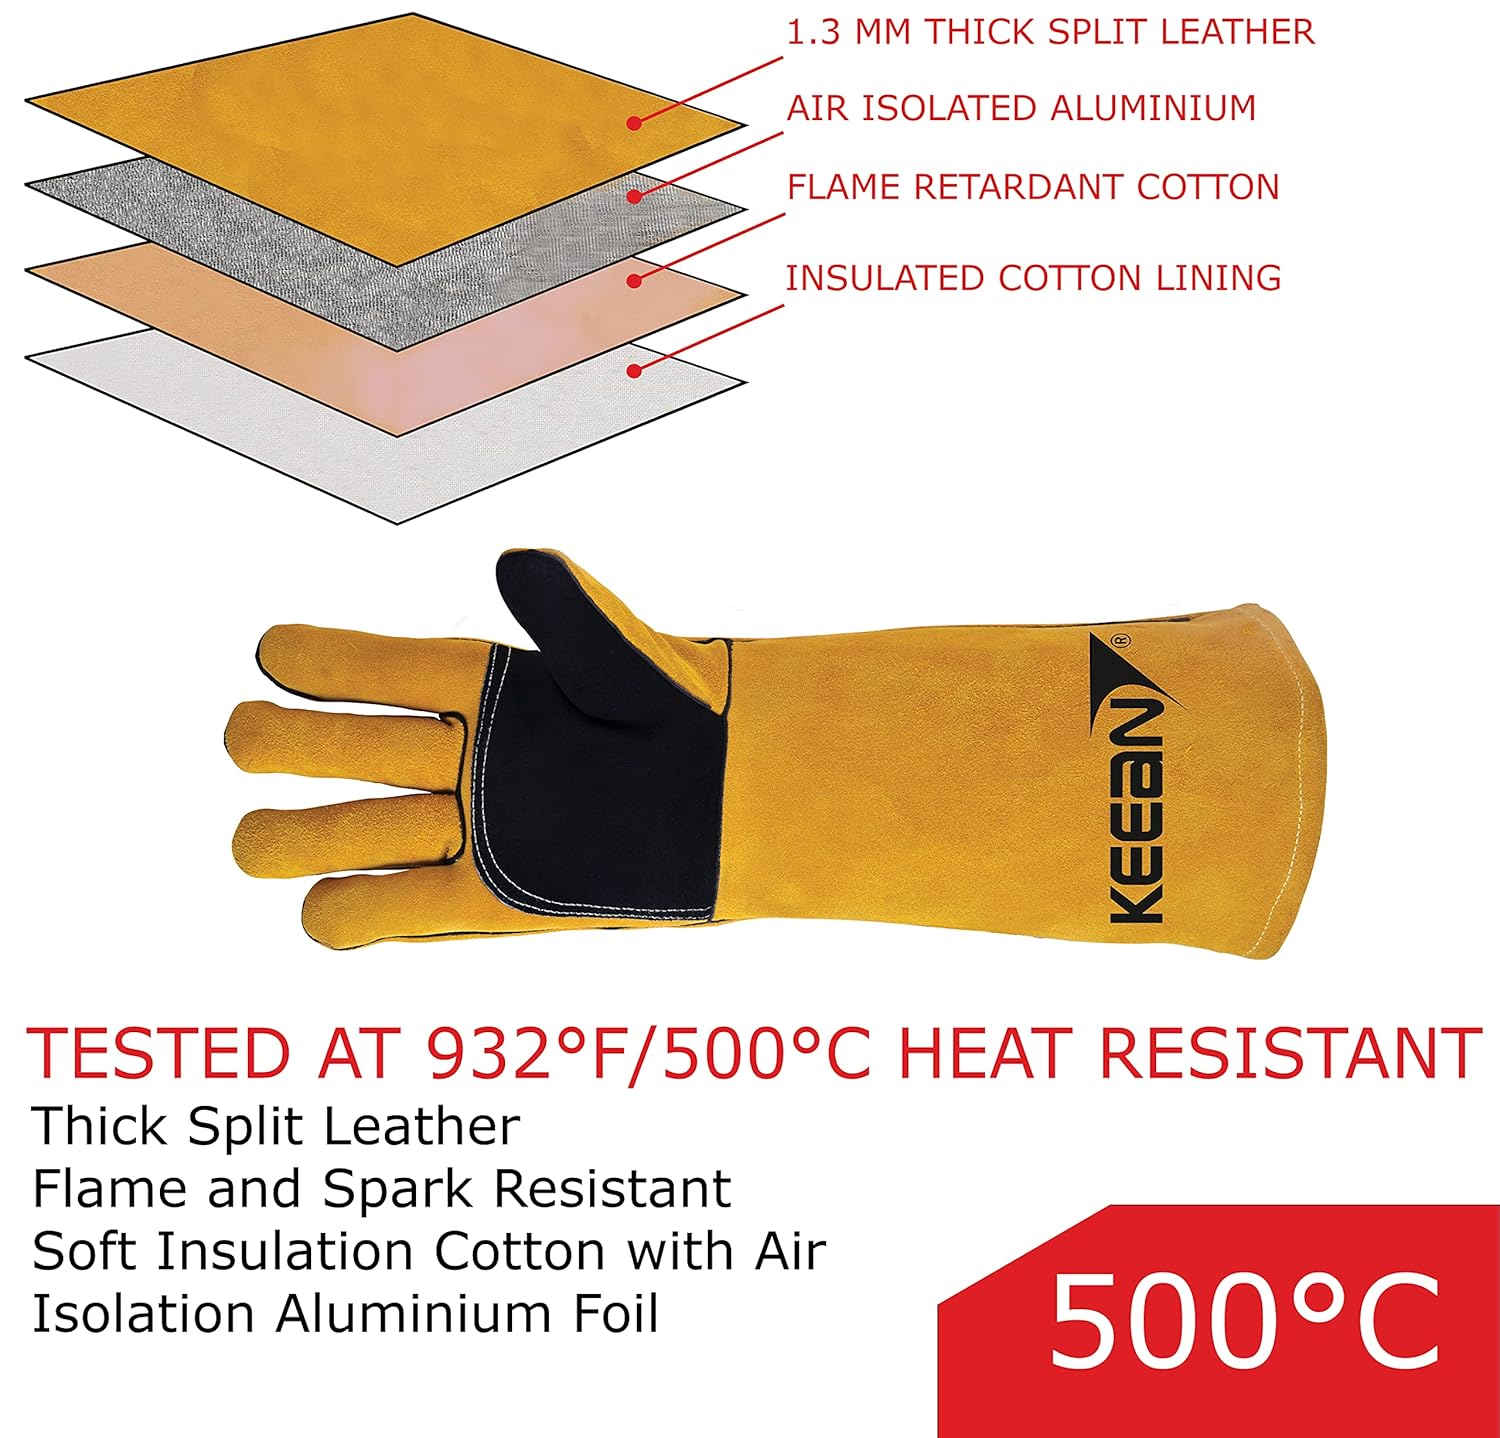 1.3 MM THICK SPLIT LEATHER
AIR ISOLATED ALUMINIUM
FLAME RETARDANT COTTON
INSULATED COTTON LINING
KEEaN®
TESTED AT 932°F/500°C HEAT RESISTANT
Thick Split Leather
Flame and Spark Resistant
Soft Insulation Cotton with Air
Isolation Aluminium Foil
500°C